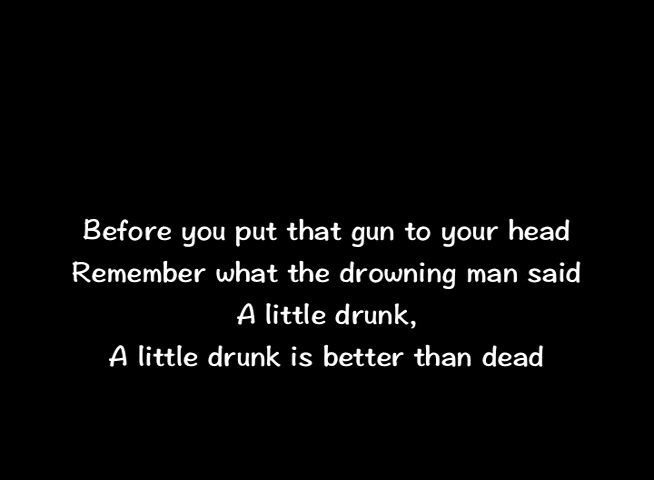 Before you put that gun to your head
Remember what the drowning man said
A little drunk,
A little drunk is better than dead